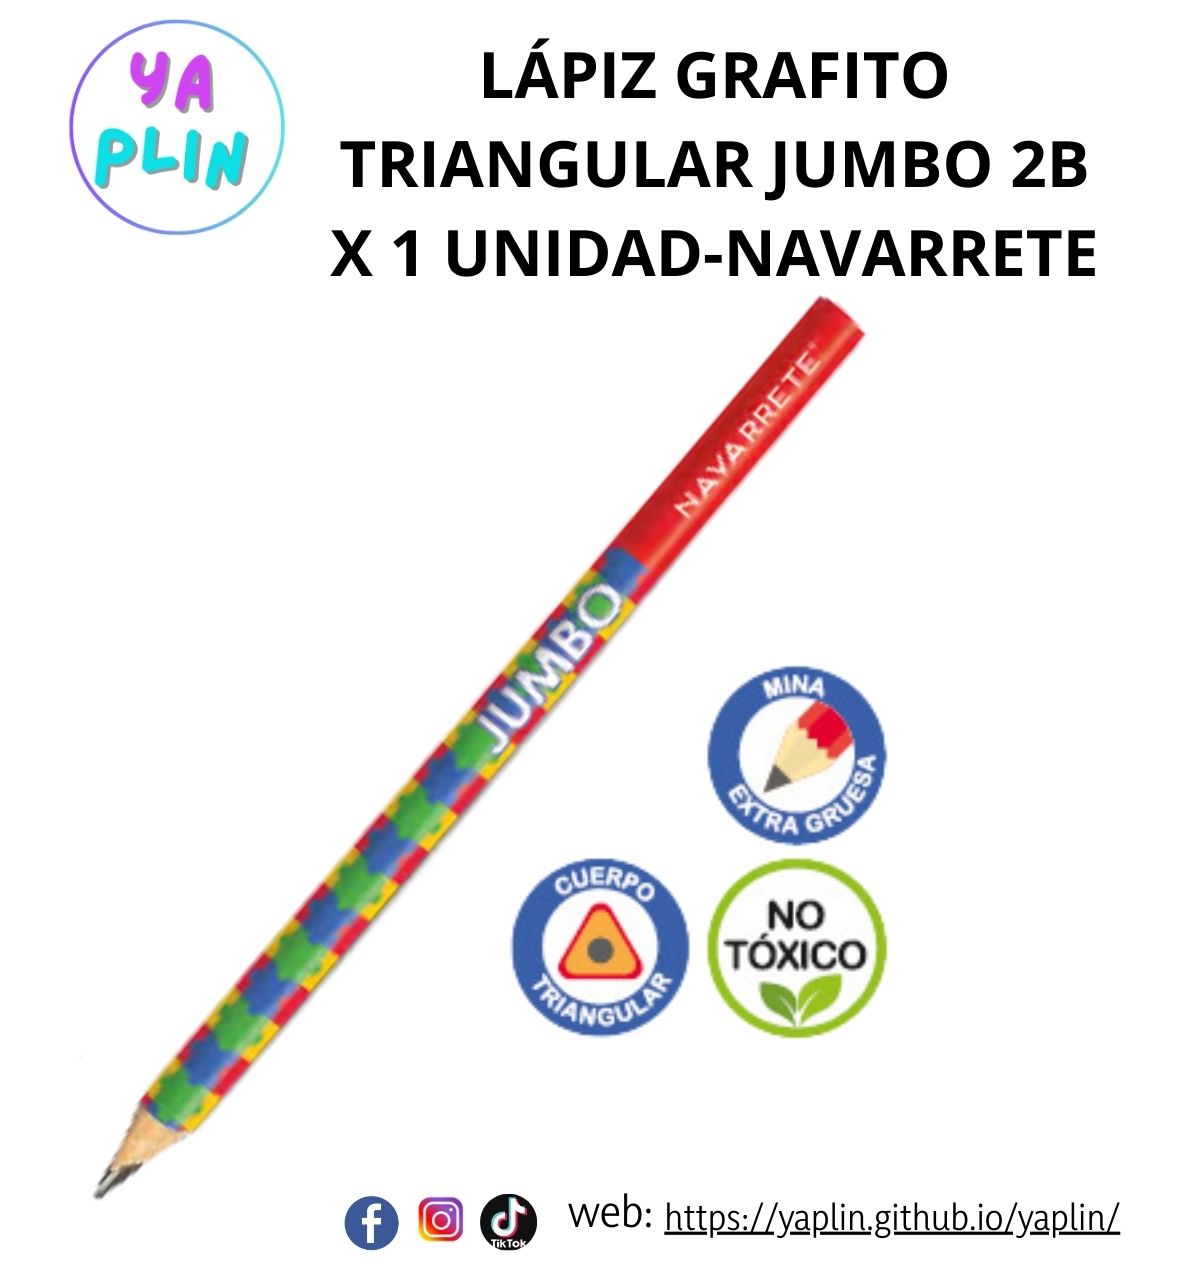 YA
PLIN
LÁPIZ GRAFITO
TRIANGULAR JUMBO 2B
X 1 UNIDAD-NAVARRETE
NAVARRETE
JUMBO
MINA
EXTRA GRUESA
CUERPO
TRIANGULAR
NO
TÓXICO
TikTok
web: https://yaplin.github.io/yaplin/